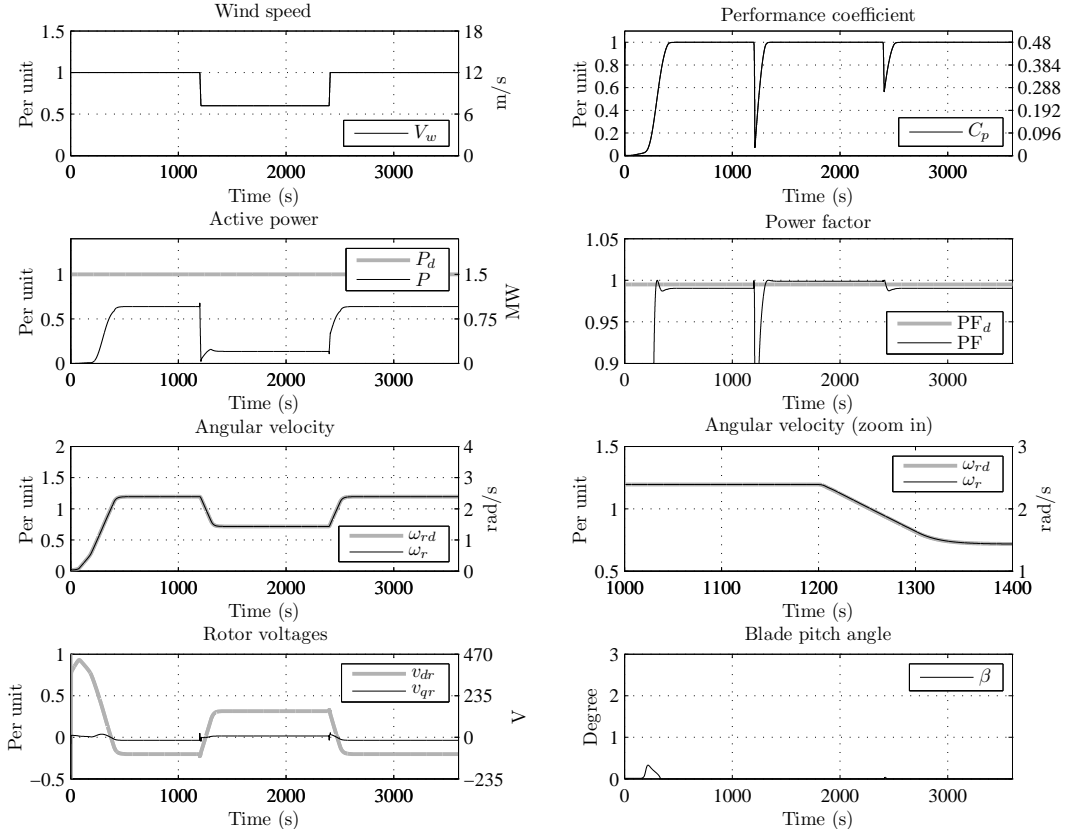 Wind speed
1.5
1
0.5
0
18
12
6
0
Per unit
m/s
V_w
0 1000 2000 3000
Time (s)
Performance coefficient
1
0.8
0.6
0.4
0.2
0
0.48
0.384
0.288
0.192
0.096
0
Per unit
C_p
0 1000 2000 3000
Time (s)
Active power
1
0.5
0
1.5
0.75
0
Per unit
MW
P_d
P
0 1000 2000 3000
Time (s)
Power factor
1.05
1
0.95
0.9
Per unit
PF_d
PF
0 1000 2000 3000
Time (s)
Angular velocity
2
1.5
1
0.5
0
4
3
2
1
0
Per unit
rad/s
ω_rd
ω_r
0 1000 2000 3000
Time (s)
Angular velocity (zoom in)
1.5
1
0.5
3
2
1
Per unit
rad/s
ω_rd
ω_r
1000 1100 1200 1300 1400
Time (s)
Rotor voltages
1
0.5
0
−0.5
470
235
0
−235
Per unit
V
v_dr
v_qr
0 1000 2000 3000
Time (s)
Blade pitch angle
3
2
1
0
Degree
β
0 1000 2000 3000
Time (s)